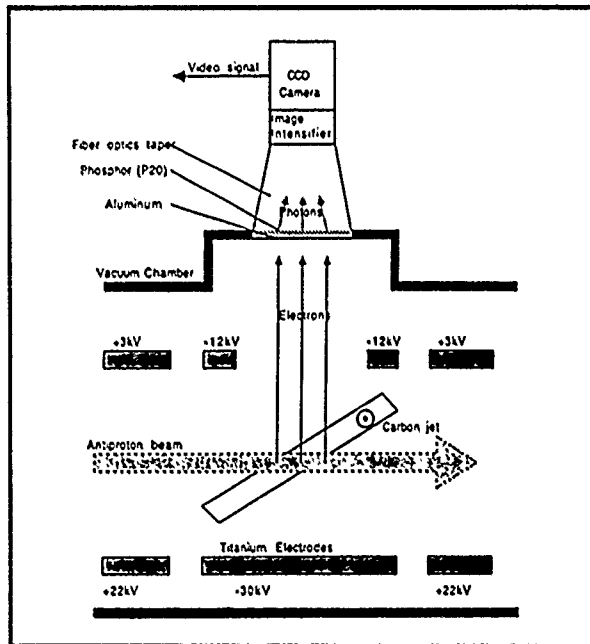 Video signal
CCD
Camera
Image
Intensifier
Fiber optics taper
Phosphor (P20)
Aluminum
Photons
Vacuum Chamber
Electrons
+3kV
+12kV
+12kV
+3kV
Carbon jet
Antiproton beam
Titanium Electrodes
+22kV
+30kV
+22kV